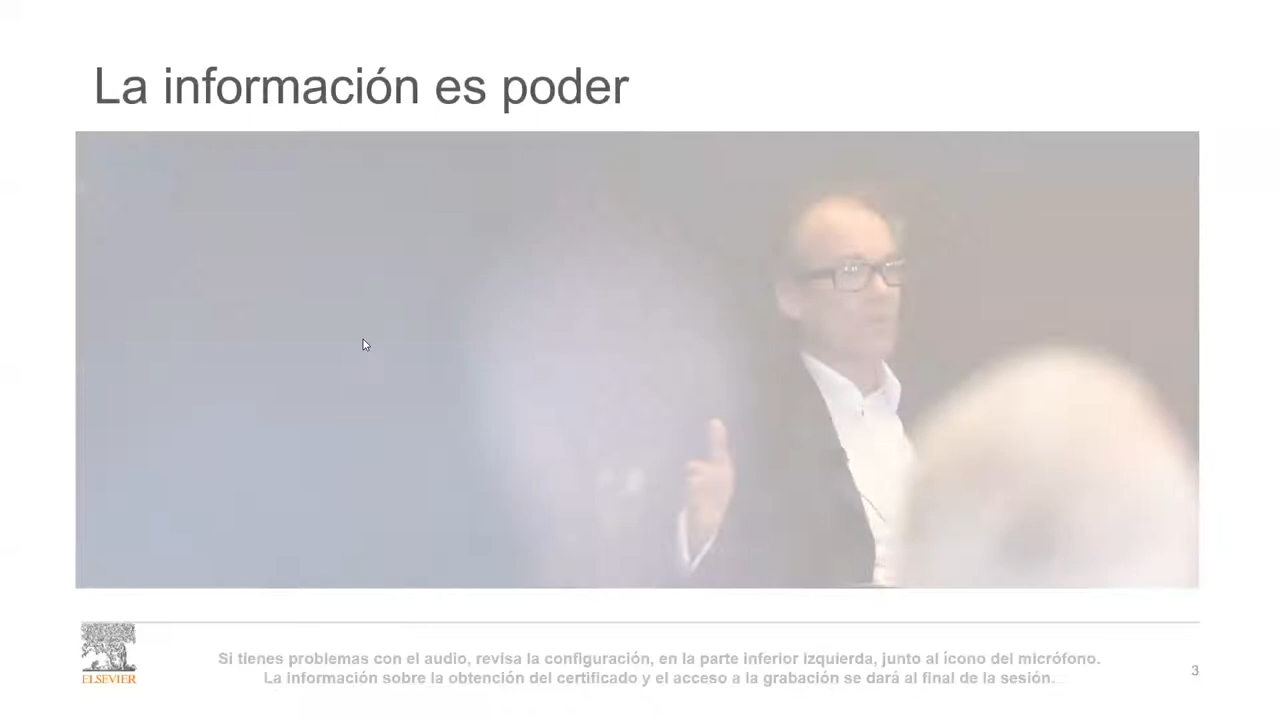 La información es poder
Si tienes problemas con el audio, revisa la configuración, en la parte inferior izquierda, junto al ícono del micrófono.
La información sobre la obtención del certificado y el acceso a la grabación se dará al final de la sesión.
ELSEVIER
3